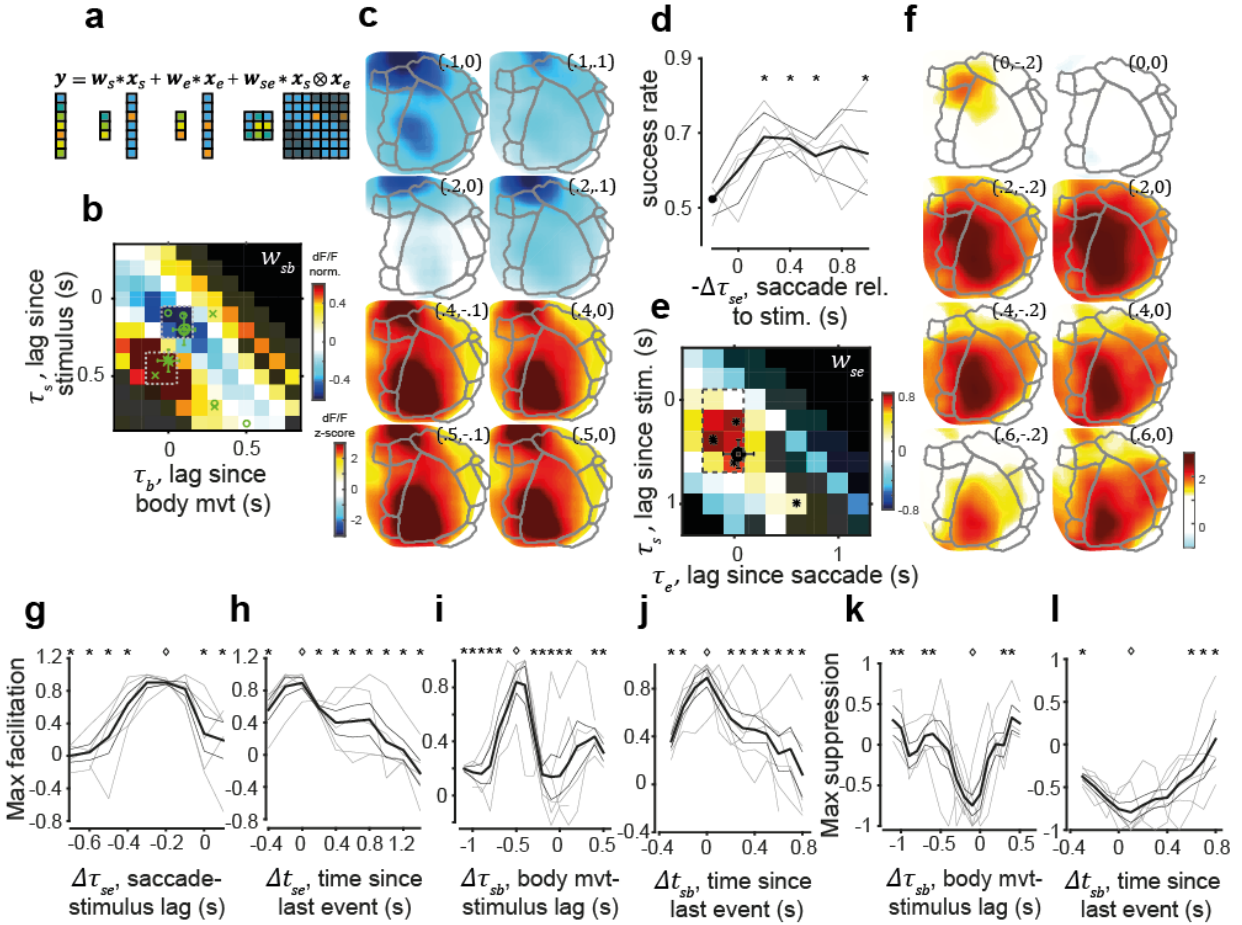 a
y = w_s * x_s + w_e * x_e + w_se * x_s ⊗ x_e
b
w_sb
dF/F
norm.
0.4
0
-0.4
dF/F
z-score
2
0
0
0.5
τ_s, lag since
stimulus (s)
0
0.5
τ_b, lag since
body mvt (s)
c
(.1,0)
(.1,.1)
(.2,0)
(.2,.1)
(.4,-.1)
(.4,0)
(.5,-.1)
(.5,0)
d
success rate
0.9
0.7
0.5
* * * *
0 0.4 0.8
-Δτ_se, saccade rel.
to stim. (s)
e
w_se
τ_s, lag since stim. (s)
0
1
0.8
-0.8
0 1
τ_e, lag since saccade (s)
f
(0,-.2)
(0,0)
(.2,-.2)
(.2,0)
(.4,-.2)
(.4,0)
(.6,-.2)
(.6,0)
2
0
g
Max facilitation
* * * * ◊ * *
1.2
0.8
0.4
0
-0.4
-0.8
-0.6 -0.4 -0.2 0
Δτ_se, saccade-
stimulus lag (s)
h
* ◊ * * * * * *
1.2
0.8
0.4
0
-0.4
-0.8
-0.4 0 0.4 0.8 1.2
Δt_se, time since
last event (s)
i
***** ◊ ***** **
0.8
0.4
0
-1 -0.5 0 0.5
Δτ_sb, body mvt-
stimulus lag (s)
j
** ◊ *******
0.8
0.4
0
-0.4
-0.4 0 0.4 0.8
Δt_sb, time since
last event (s)
k
Max suppression
** ** ◊ **
1
0.5
0
-0.5
-1
-1 -0.5 0 0.5
Δτ_sb, body mvt-
stimulus lag (s)
l
* ◊ * * *
1
0.5
0
-0.5
-1
-0.4 0 0.4 0.8
Δt_sb, time since
last event (s)